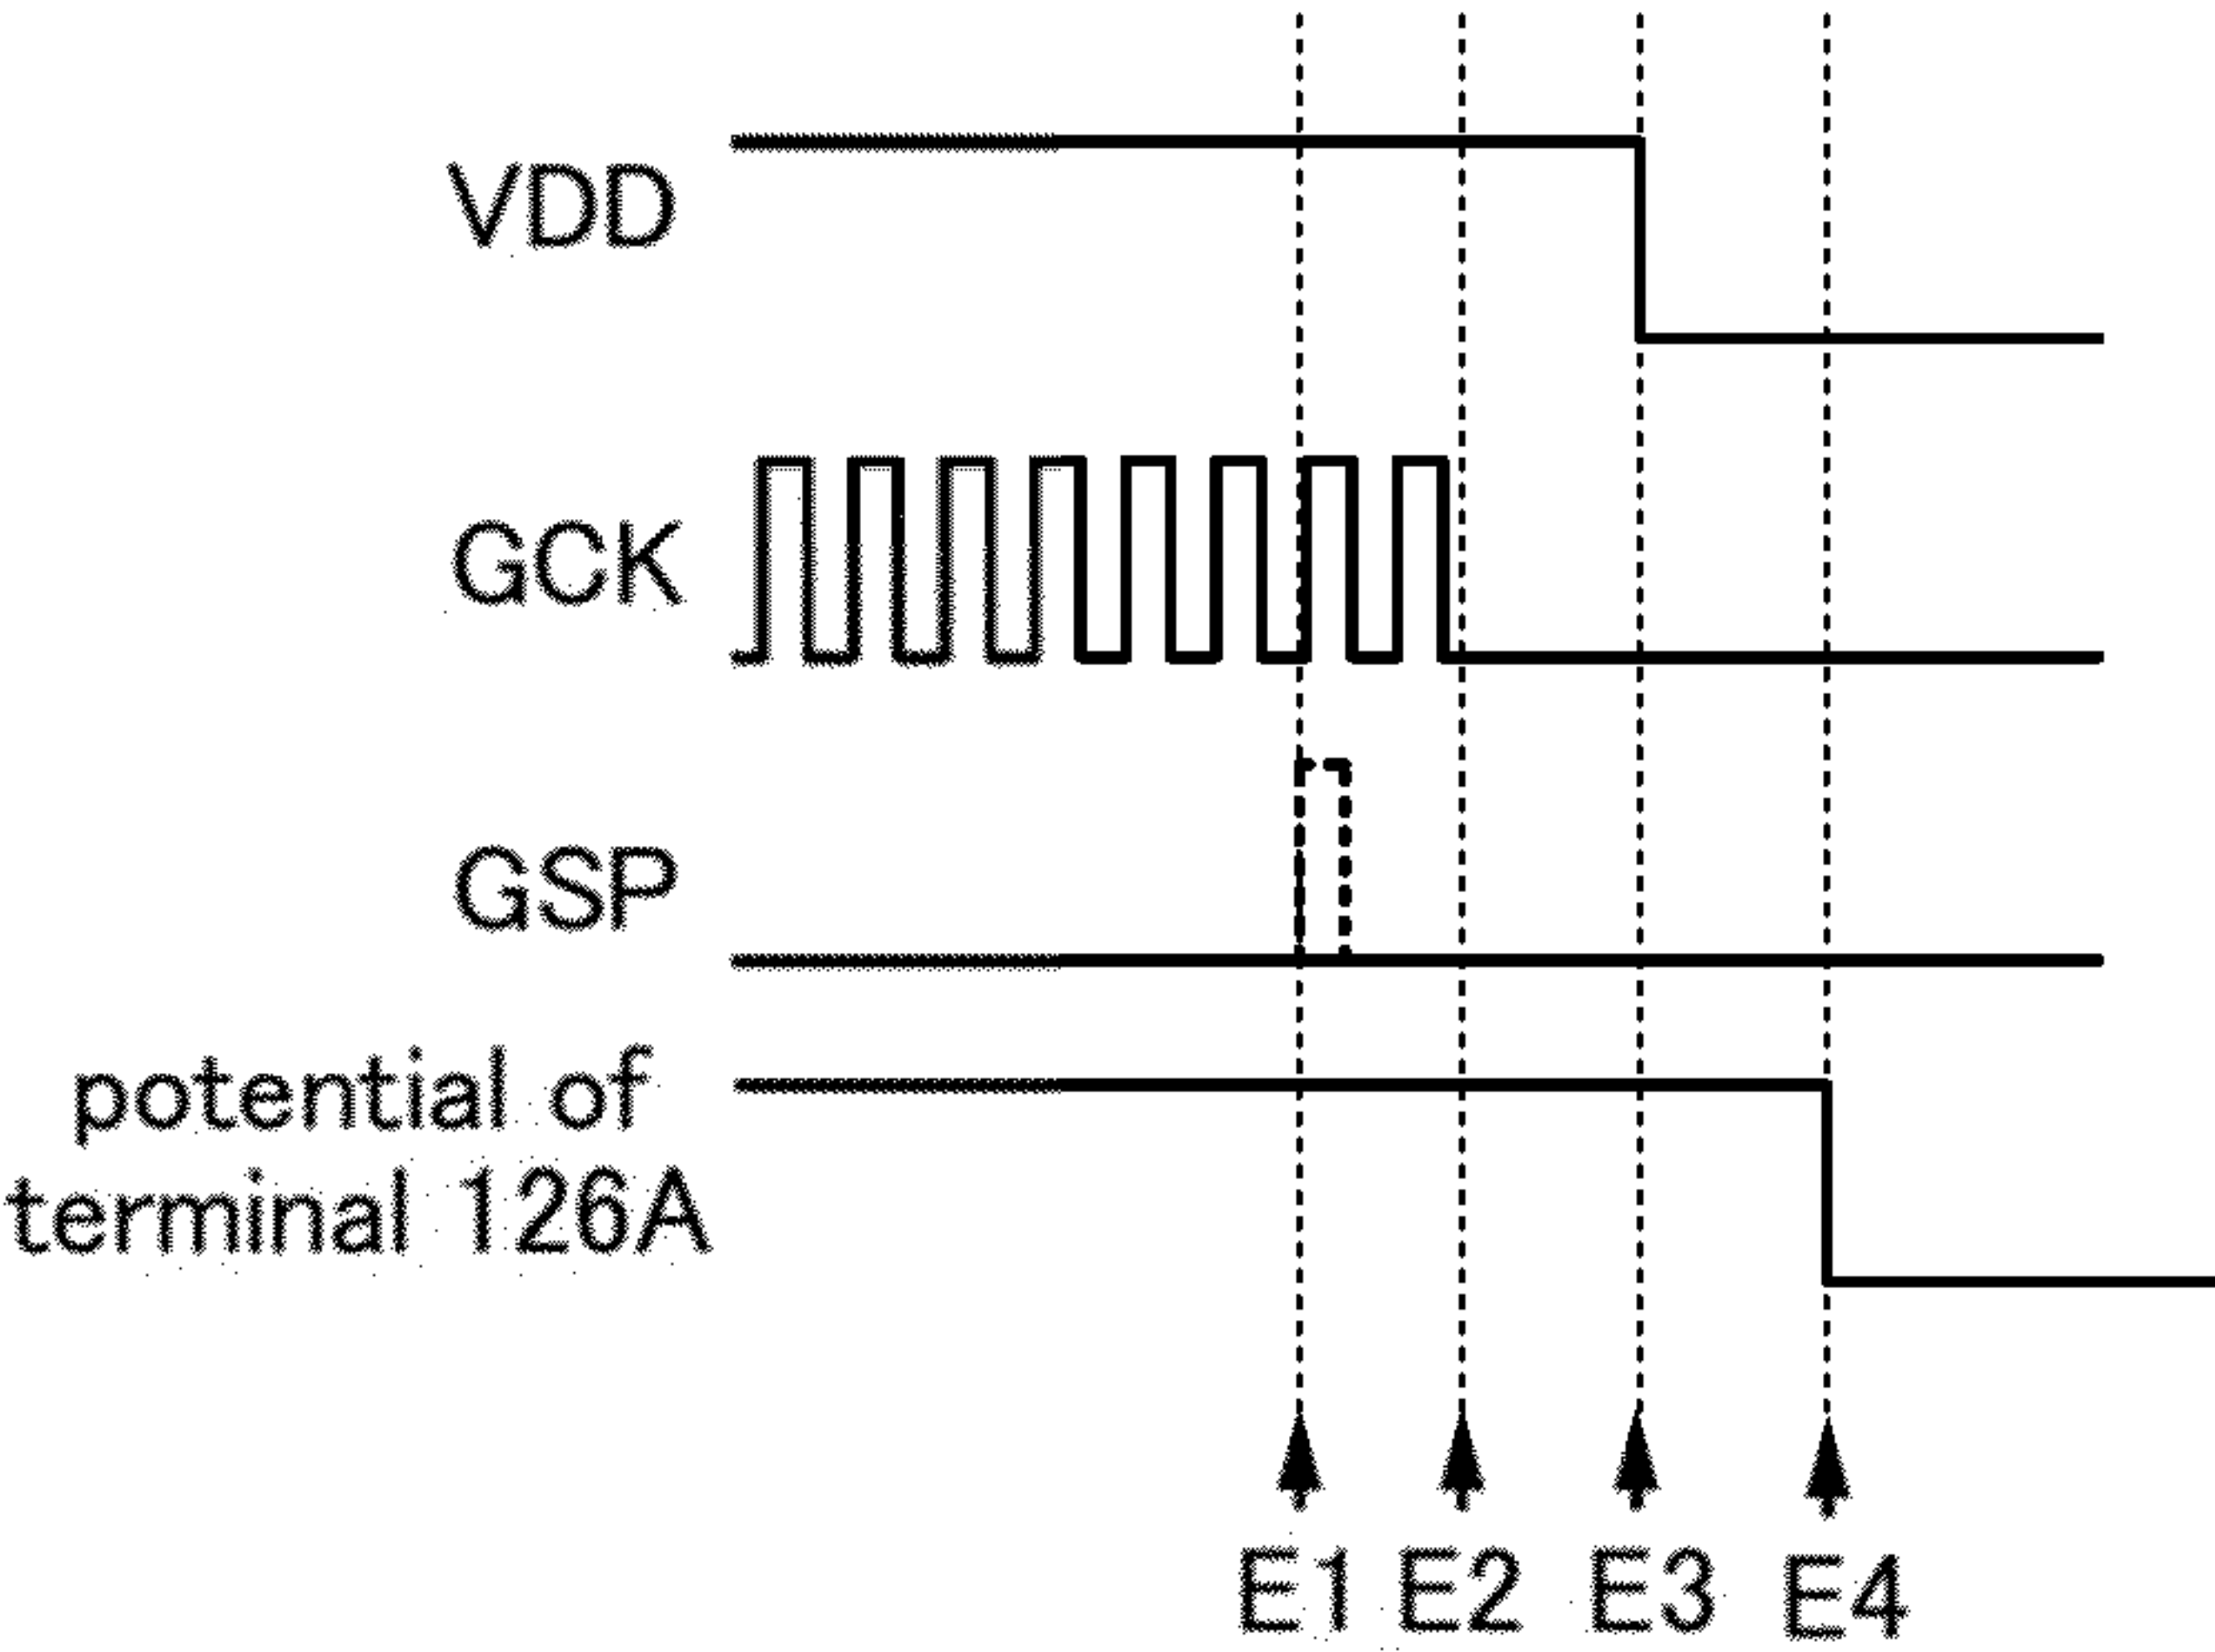 VDD
GCK
GSP
potential of
terminal 126A
E1 E2 E3 E4